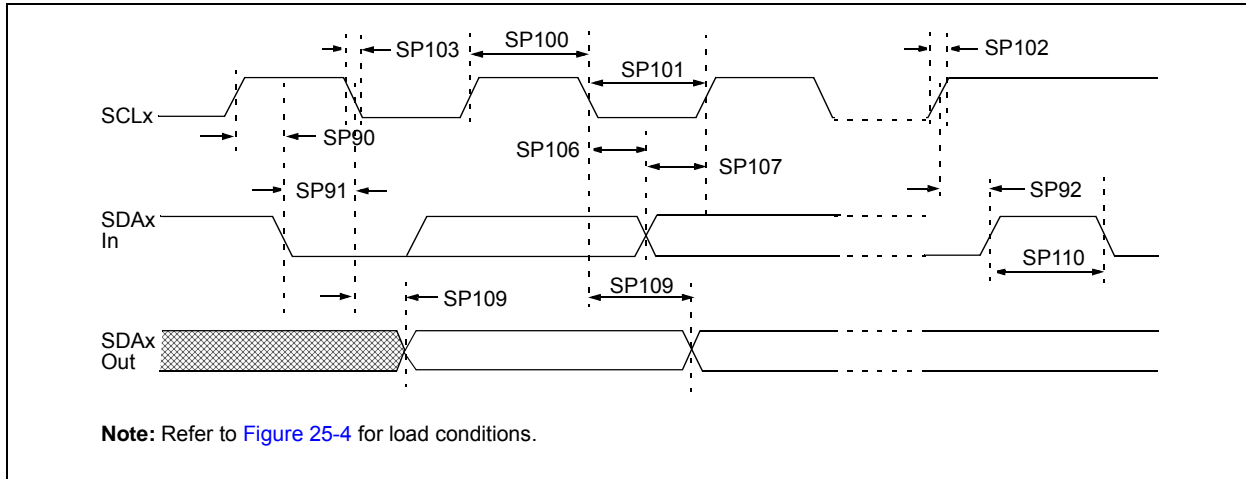 SP103
SP100
SP102
SP101
SCLx
SP90
SP106
SP107
SP91
SP92
SDAx
In
SP110
SP109
SP109
SDAx
Out
Note: Refer to Figure 25-4 for load conditions.